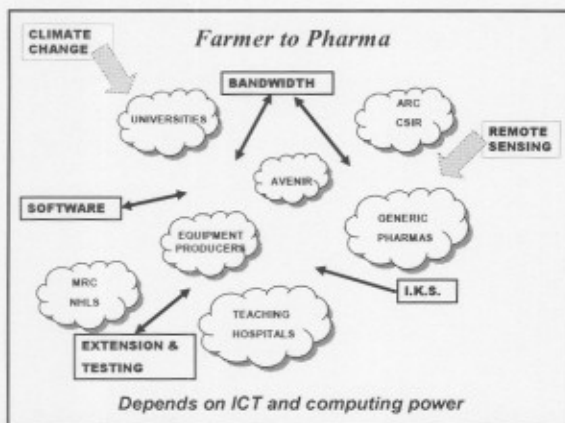 CLIMATE
CHANGE
Farmer to Pharma
BANDWIDTH
UNIVERSITIES
ARC
CSIR
REMOTE
SENSING
AVENIR
SOFTWARE
GENERIC
PHARMAS
EQUIPMENT
PRODUCERS
MRC
NHLS
I.K.S.
TEACHING
HOSPITALS
EXTENSION &
TESTING
Depends on ICT and computing power